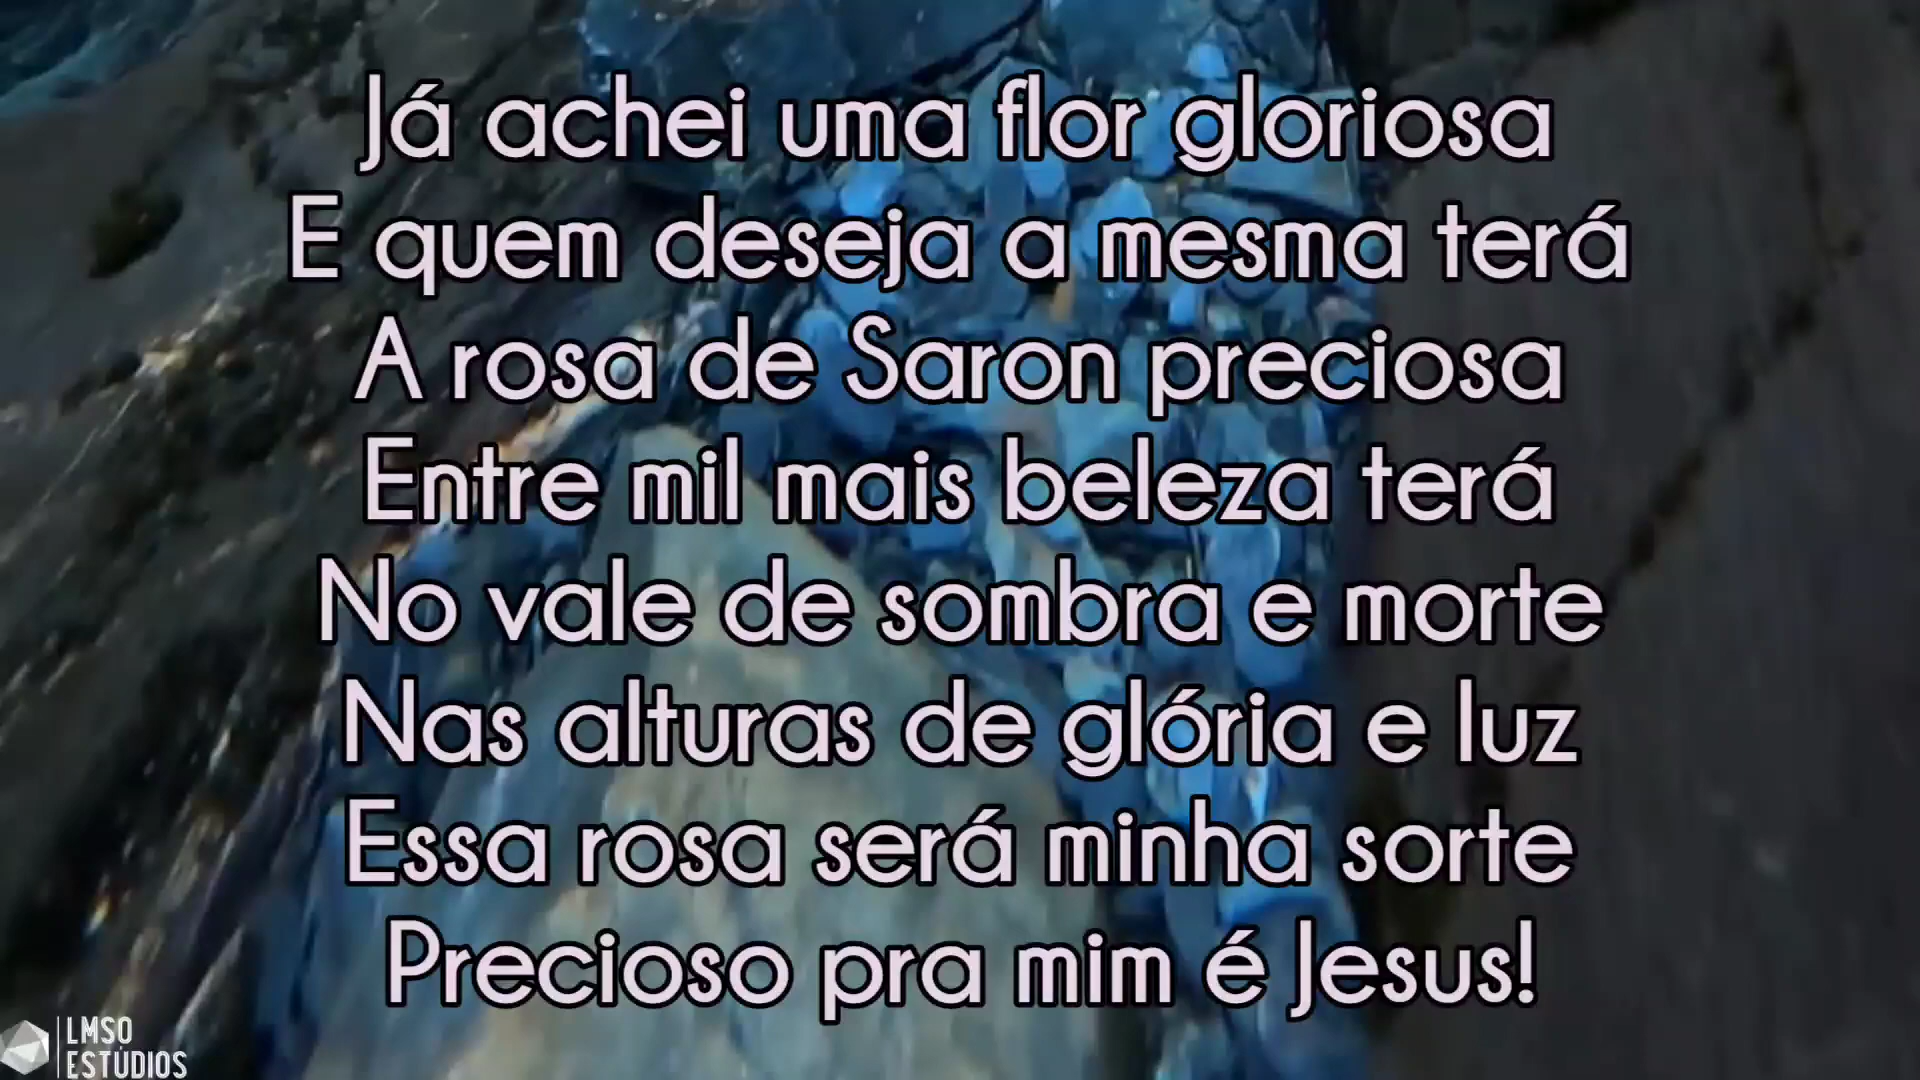 Já achei uma flor gloriosa
E quem deseja a mesma terá
A rosa de Saron preciosa
Entre mil mais beleza terá
No vale de sombra e morte
Nas alturas de glória e luz
Essa rosa será minha sorte
Precioso pra mim é Jesus!
LMSO
ESTÚDIOS